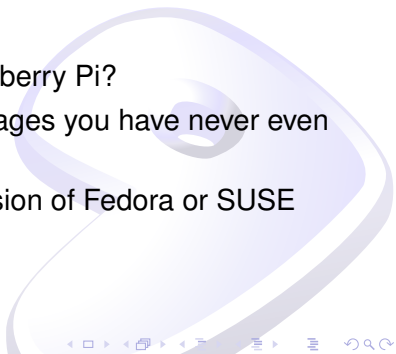 berry Pi?
ages you have never even
sion of Fedora or SUSE